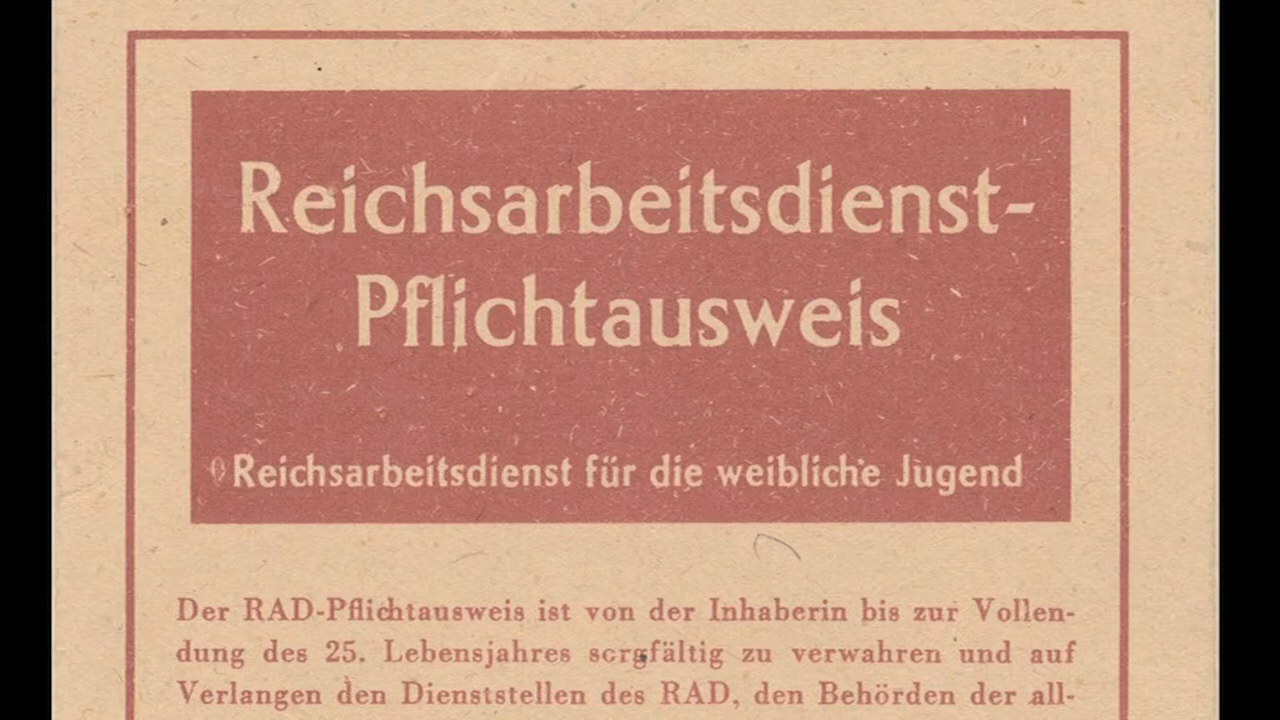 Reichsarbeitsdienst-
Pflichtausweis
Reichsarbeitsdienst für die weibliche Jugend
Der RAD-Pflichtausweis ist von der Inhaberin bis zur Vollen-
dung des 25. Lebensjahres sorgfältig zu verwahren und auf
Verlangen den Dienststellen des RAD, den Behörden der all-